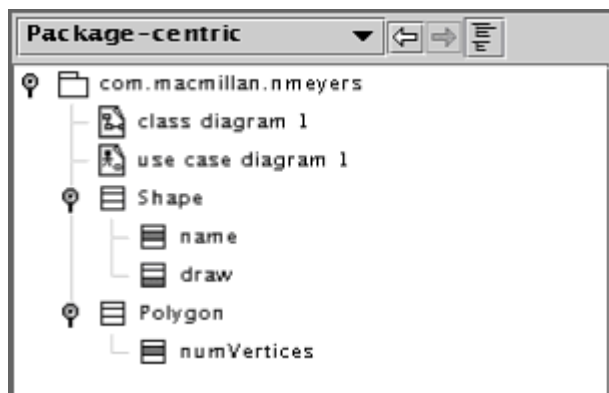 Package-centric
com.macmillan.nmeyers
class diagram 1
use case diagram 1
Shape
name
draw
Polygon
numVertices